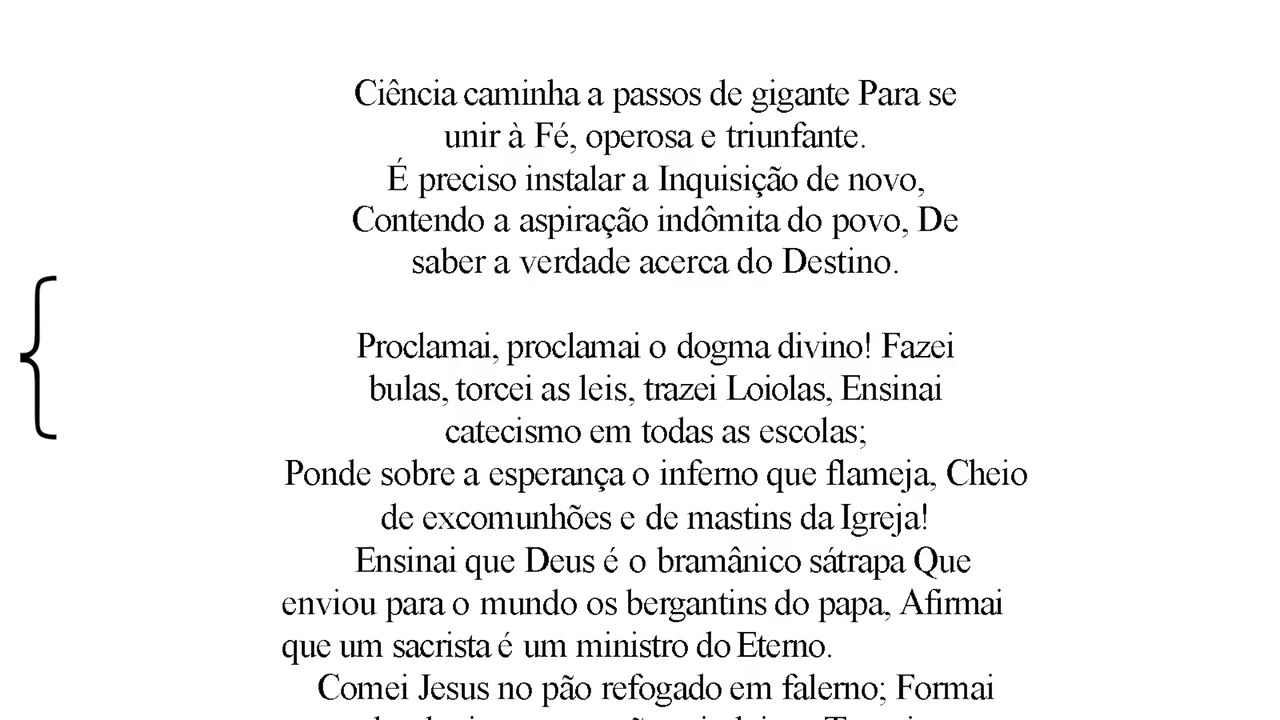 Ciência caminha a passos de gigante Para se
unir à Fé, operosa e triunfante.
É preciso instalar a Inquisição de novo,
Contendo a aspiração indômita do povo, De
saber a verdade acerca do Destino.
Proclamai, proclamai o dogma divino! Fazei
bulas, torcei as leis, trazei Loiolas, Ensinai
catecismo em todas as escolas;
Ponde sobre a esperança o inferno que flameja, Cheio
de excomunhões e de mastins da Igreja!
Ensinai que Deus é o bramânico sátrapa Que
enviou para o mundo os bergantins do papa, Afirmai
que um sacrista é um ministro do Eterno.
Comei Jesus no pão refogado em falerno; Formai